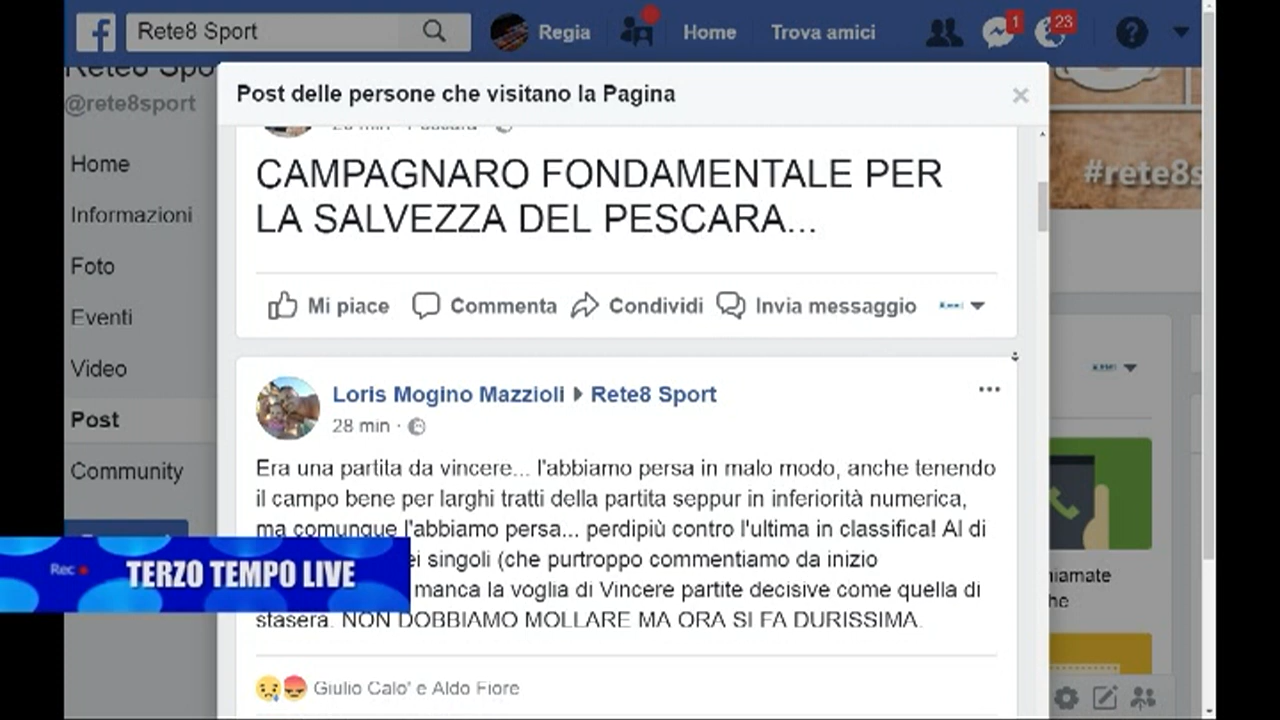 Rete8 Sport
Regia
Home
Trova amici
1
23
Rete8 Spo
@rete8sport
Home
Informazioni
Foto
Eventi
Video
Post
Community
Post delle persone che visitano la Pagina
CAMPAGNARO FONDAMENTALE PER
LA SALVEZZA DEL PESCARA...
Mi piace
Commenta
Condividi
Invia messaggio
Loris Mogino Mazzioli
Rete8 Sport
28 min
Era una partita da vincere... l'abbiamo persa in malo modo, anche tenendo
il campo bene per larghi tratti della partita seppur in inferiorità numerica,
ma comunque l'abbiamo persa... perdipiù contro l'ultima in classifica! Al di
ei singoli (che purtroppo commentiamo da inizio
manca la voglia di Vincere partite decisive come quella di
stasera. NON DOBBIAMO MOLLARE MA ORA SI FA DURISSIMA.
Giulio Calo' e Aldo Fiore
Rec
TERZO TEMPO LIVE
#rete8s
hiamate
he